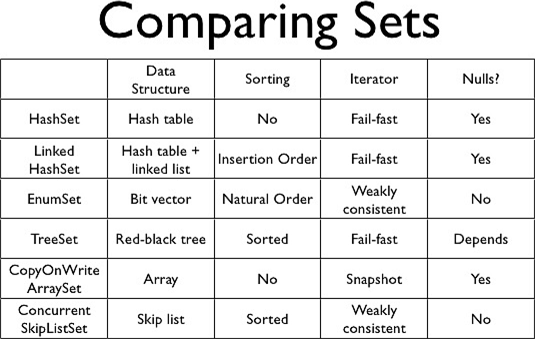 Comparing Sets
Data Structure Sorting Iterator Nulls?
HashSet Hash table No Fail-fast Yes
Linked HashSet Hash table + linked list Insertion Order Fail-fast Yes
EnumSet Bit vector Natural Order Weakly consistent No
TreeSet Red-black tree Sorted Fail-fast Depends
CopyOnWrite ArraySet Array No Snapshot Yes
Concurrent SkipListSet Skip list Sorted Weakly consistent No